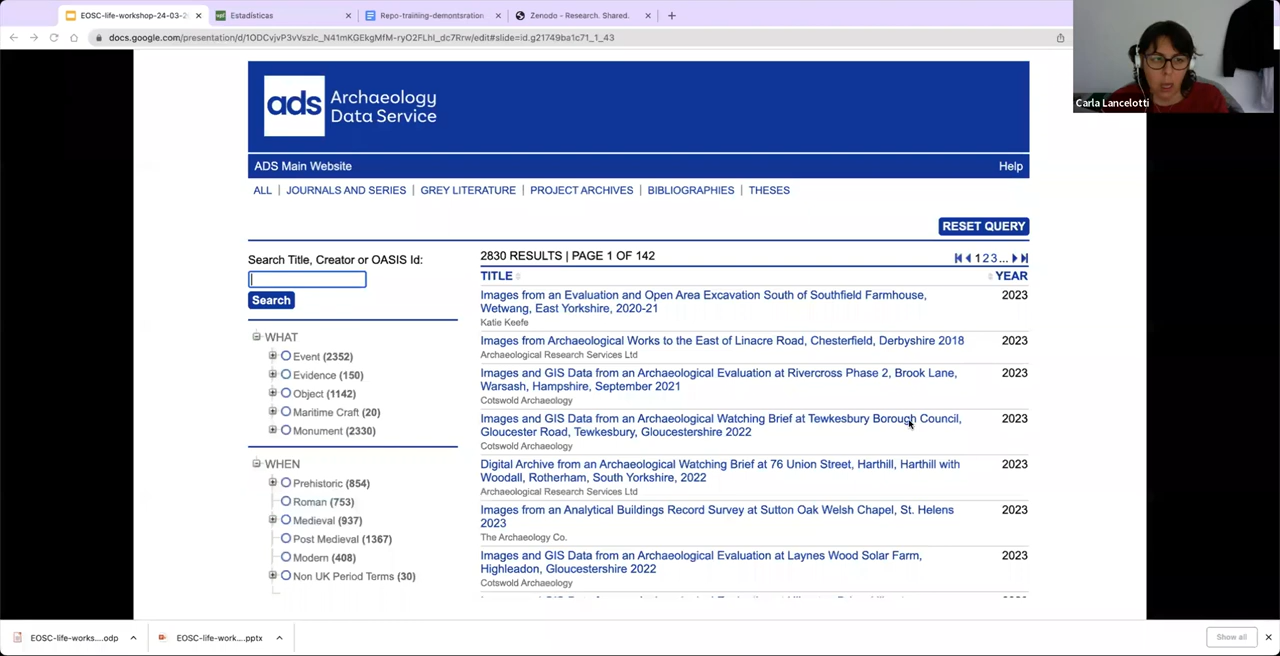 EOSC-life-workshop-24-03-2
Estadísticas
Repo-training-demontsration
Zenodo - Research. Shared.
docs.google.com/presentation/d/1ODCvjvP3vVszlc_N41mKGEkgMfM-ryO2FLhI_dc7Rrw/edit#slide=id.g21749ba1c71_1_43
Carla Lancelotti
ads Archaeology
Data Service
ADS Main Website
Help
ALL | JOURNALS AND SERIES | GREY LITERATURE | PROJECT ARCHIVES | BIBLIOGRAPHIES | THESES
RESET QUERY
Search Title, Creator or OASIS Id:
Search
WHAT
Event (2352)
Evidence (150)
Object (1142)
Maritime Craft (20)
Monument (2330)
WHEN
Prehistoric (854)
Roman (753)
Medieval (937)
Post Medieval (1367)
Modern (408)
Non UK Period Terms (30)
2830 RESULTS | PAGE 1 OF 142
1 2 3 ...
TITLE
YEAR
Images from an Evaluation and Open Area Excavation South of Southfield Farmhouse,
Wetwang, East Yorkshire, 2020-21
2023
Katie Keefe
Images from Archaeological Works to the East of Linacre Road, Chesterfield, Derbyshire 2018
2023
Archaeological Research Services Ltd
Images and GIS Data from an Archaeological Evaluation at Rivercross Phase 2, Brook Lane,
Warsash, Hampshire, September 2021
2023
Cotswold Archaeology
Images and GIS Data from an Archaeological Watching Brief at Tewkesbury Borough Council,
Gloucester Road, Tewkesbury, Gloucestershire 2022
2023
Cotswold Archaeology
Digital Archive from an Archaeological Watching Brief at 76 Union Street, Harthill, Harthill with
Woodall, Rotherham, South Yorkshire, 2022
2023
Archaeological Research Services Ltd
Images from an Analytical Buildings Record Survey at Sutton Oak Welsh Chapel, St. Helens
2023
2023
The Archaeology Co.
Images and GIS Data from an Archaeological Evaluation at Laynes Wood Solar Farm,
Highleadon, Gloucestershire 2022
2023
Cotswold Archaeology
EOSC-life-works....odp
EOSC-life-work....pptx
Show all